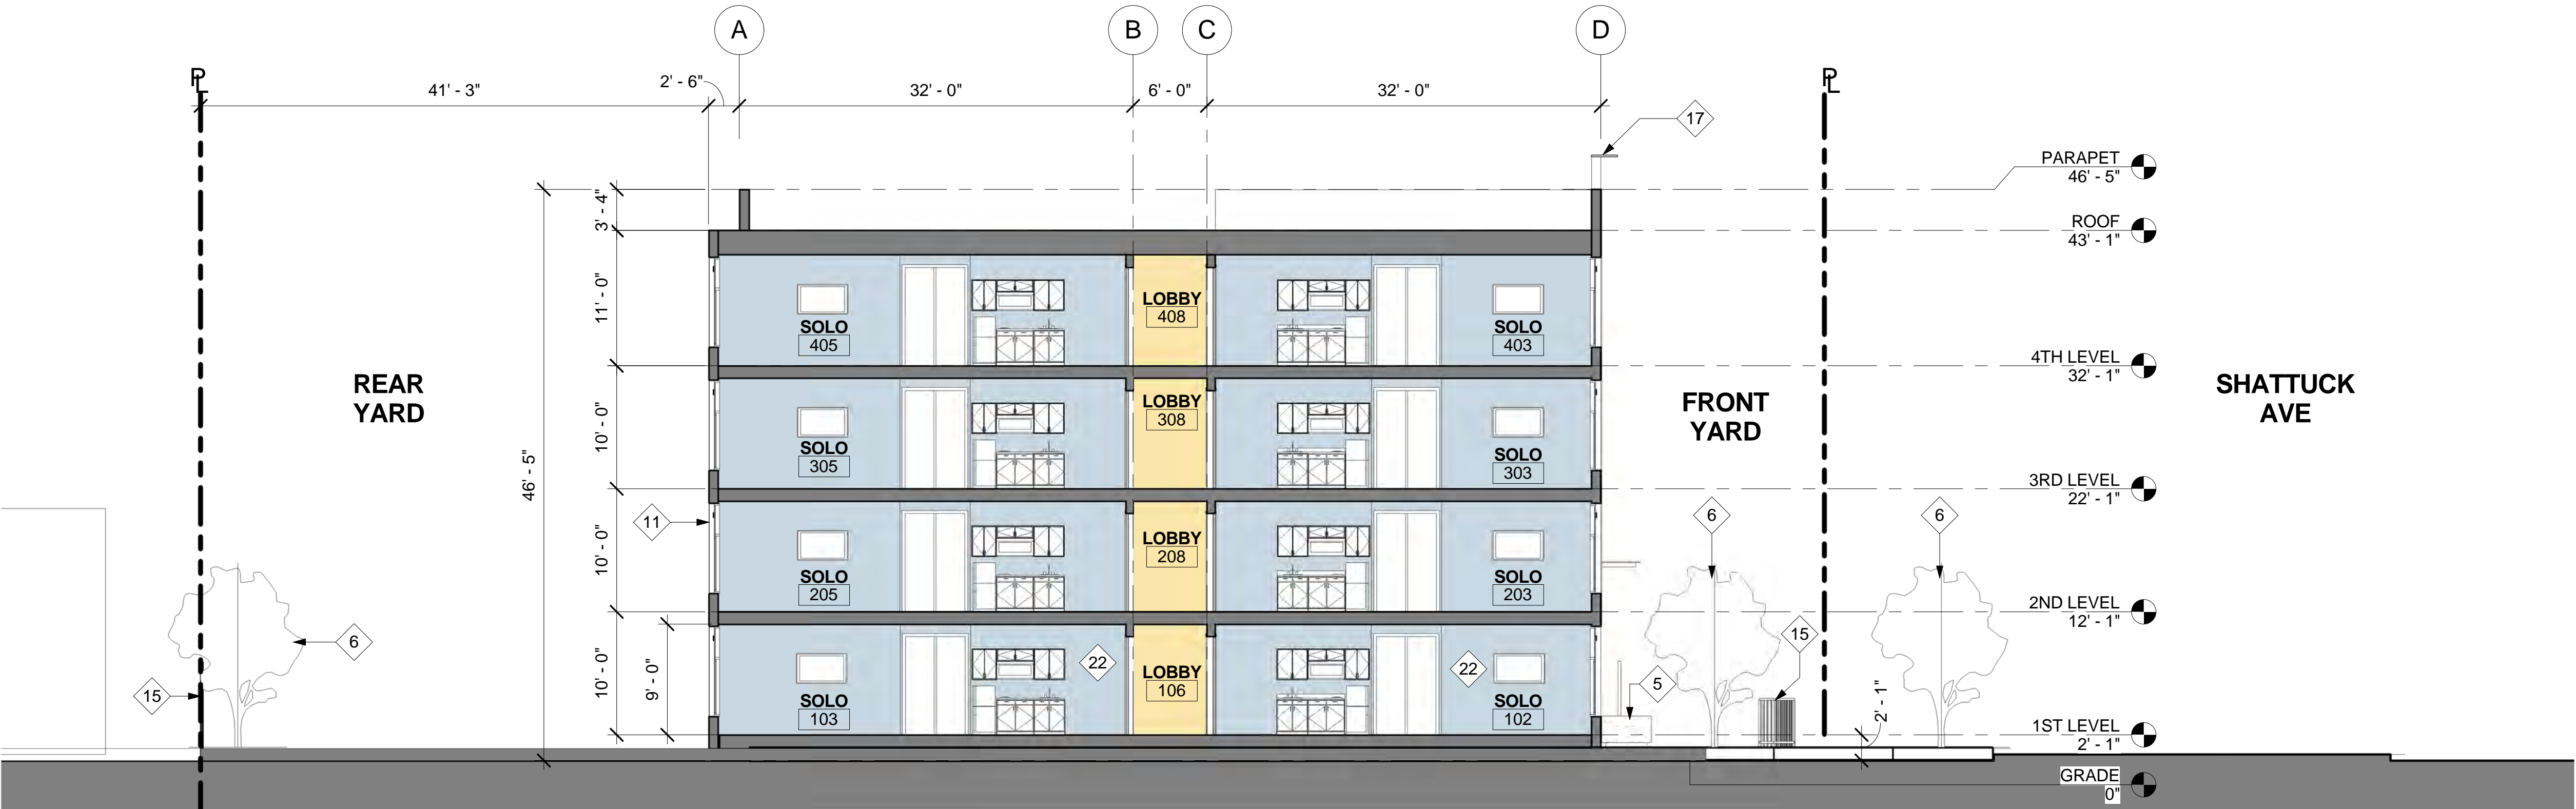 A
B
C
D
PL
PL
41' - 3"
2' - 6"
32' - 0"
6' - 0"
32' - 0"
17
PARAPET
46' - 5"
3' - 4"
ROOF
43' - 1"
11' - 0"
LOBBY
408
SOLO
405
SOLO
403
4TH LEVEL
32' - 1"
REAR
YARD
SHATTUCK
AVE
FRONT
YARD
LOBBY
308
10' - 0"
SOLO
305
SOLO
303
46' - 5"
3RD LEVEL
22' - 1"
11
6
6
LOBBY
208
10' - 0"
SOLO
205
SOLO
203
2ND LEVEL
12' - 1"
6
15
22
22
LOBBY
106
10' - 0"
9' - 0"
15
5
2' - 1"
SOLO
103
SOLO
102
1ST LEVEL
2' - 1"
GRADE
0"